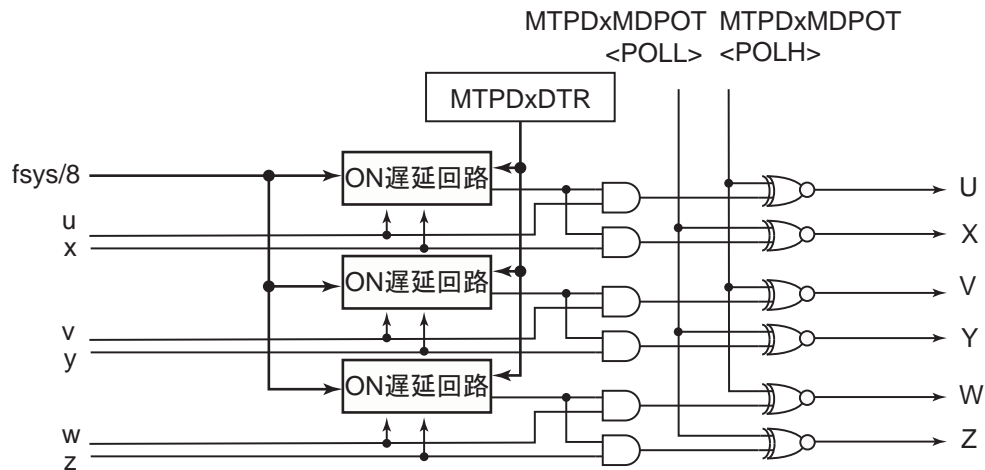 MTPDxMDPOT
<POLL>
MTPDxMDPOT
<POLH>
MTPDxDTR
fsys/8
ON遅延回路
U
u
x
X
ON遅延回路
V
v
y
Y
ON遅延回路
W
w
z
Z